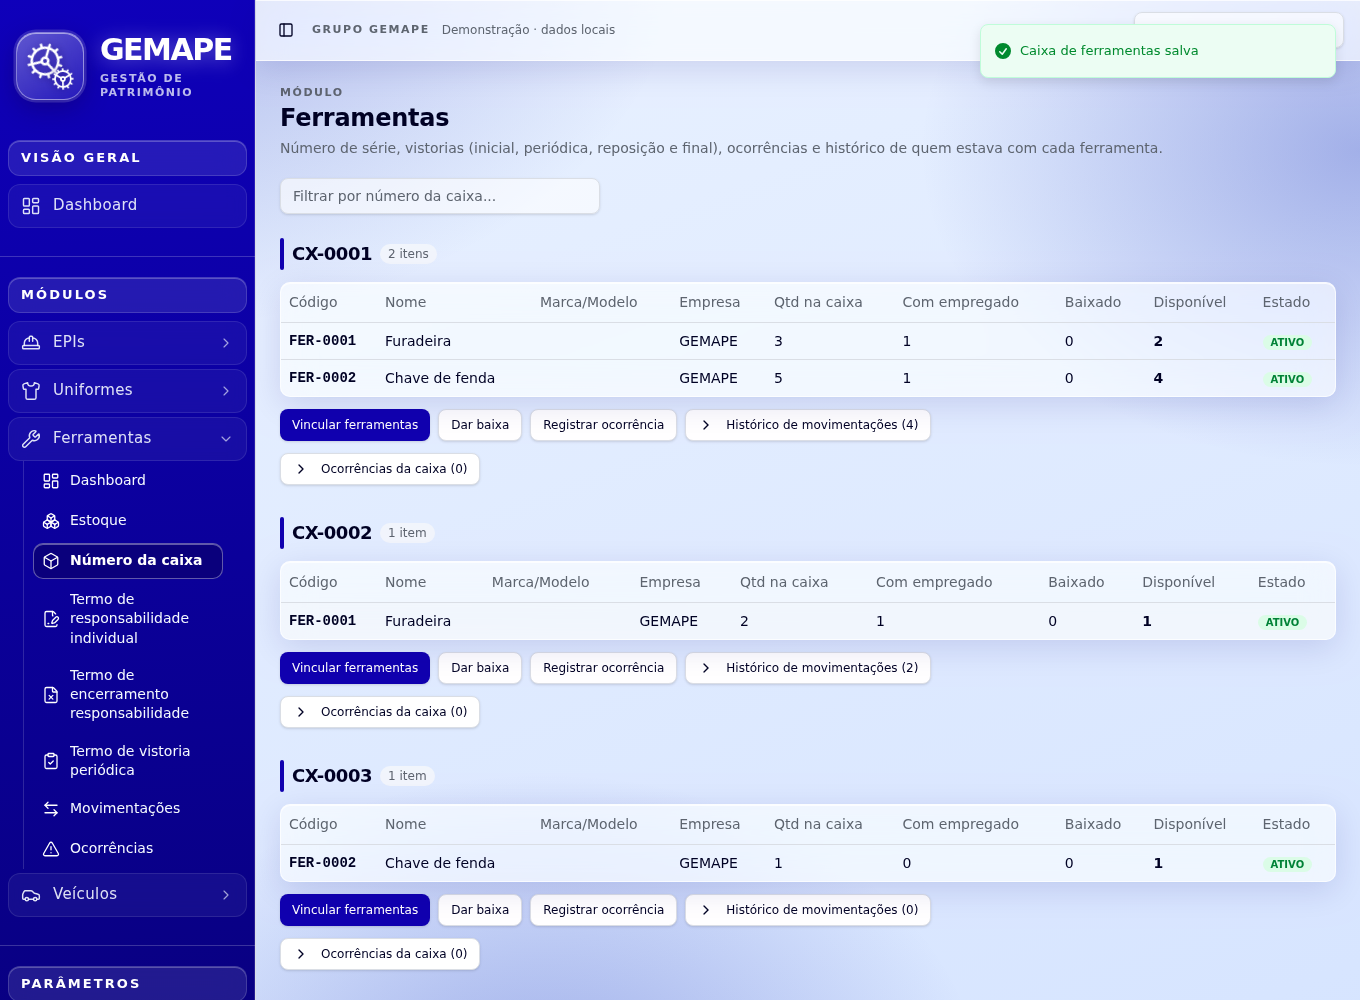 GEMAPE
GESTÃO DE
PATRIMÔNIO
VISÃO GERAL
Dashboard
MÓDULOS
EPIs
Uniformes
Ferramentas
Dashboard
Estoque
Número da caixa
Termo de
responsabilidade
individual
Termo de
encerramento
responsabilidade
Termo de vistoria
periódica
Movimentações
Ocorrências
Veículos
PARÂMETROS
GRUPO GEMAPE Demonstração · dados locais
Caixa de ferramentas salva
MÓDULO
Ferramentas
Número de série, vistorias (inicial, periódica, reposição e final), ocorrências e histórico de quem estava com cada ferramenta.
Filtrar por número da caixa...
CX-0001 2 itens
Código Nome Marca/Modelo Empresa Qtd na caixa Com empregado Baixado Disponível Estado
FER-0001 Furadeira GEMAPE 3 1 0 2 ATIVO
FER-0002 Chave de fenda GEMAPE 5 1 0 4 ATIVO
Vincular ferramentas Dar baixa Registrar ocorrência Histórico de movimentações (4)
Ocorrências da caixa (0)
CX-0002 1 item
Código Nome Marca/Modelo Empresa Qtd na caixa Com empregado Baixado Disponível Estado
FER-0001 Furadeira GEMAPE 2 1 0 1 ATIVO
Vincular ferramentas Dar baixa Registrar ocorrência Histórico de movimentações (2)
Ocorrências da caixa (0)
CX-0003 1 item
Código Nome Marca/Modelo Empresa Qtd na caixa Com empregado Baixado Disponível Estado
FER-0002 Chave de fenda GEMAPE 1 0 0 1 ATIVO
Vincular ferramentas Dar baixa Registrar ocorrência Histórico de movimentações (0)
Ocorrências da caixa (0)